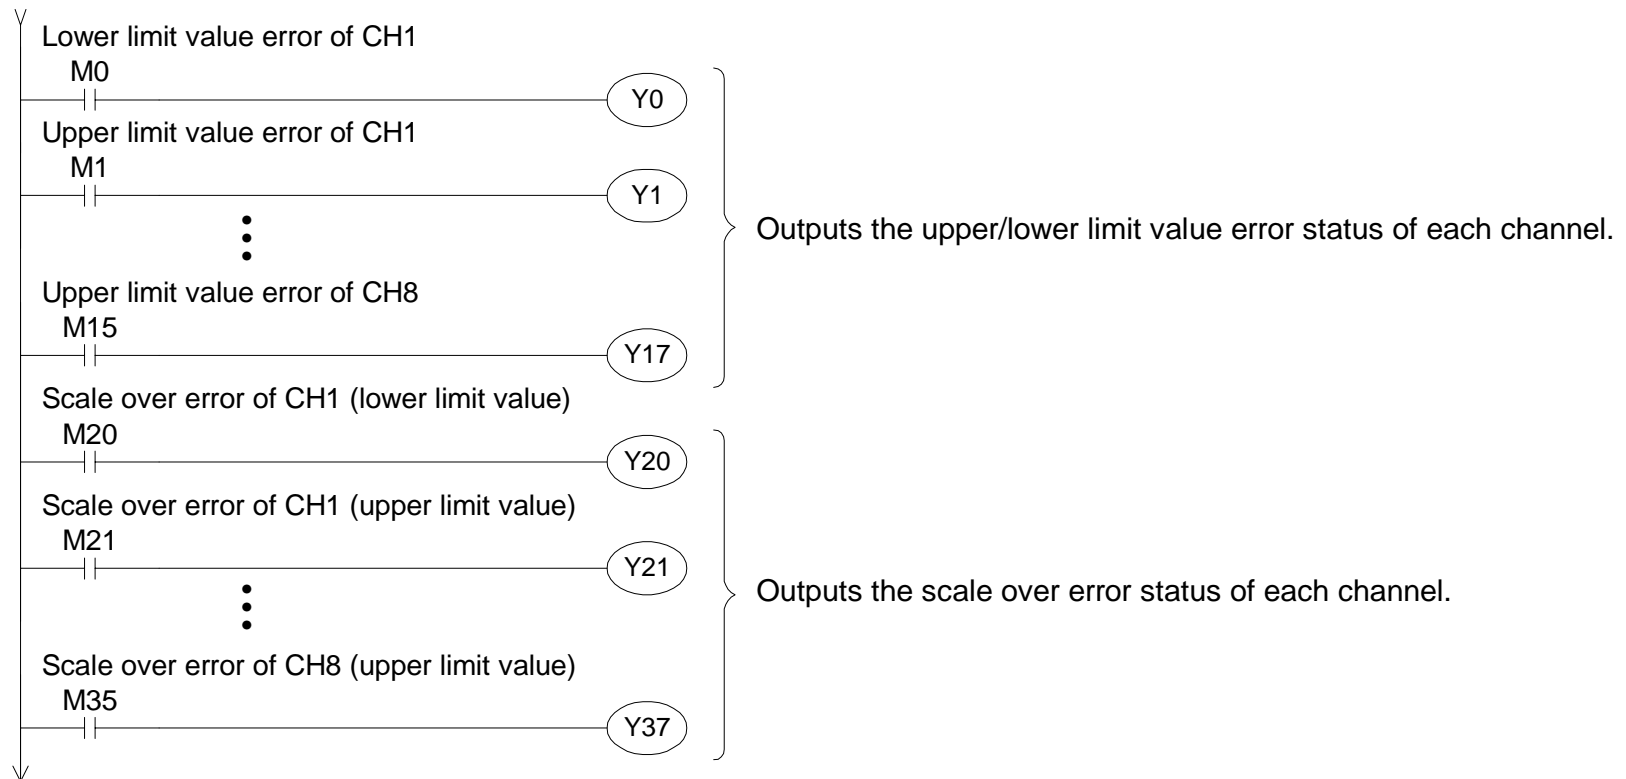 Lower limit value error of CH1
M0
Y0
Upper limit value error of CH1
M1
Y1
Outputs the upper/lower limit value error status of each channel.
Upper limit value error of CH8
M15
Y17
Scale over error of CH1 (lower limit value)
M20
Y20
Scale over error of CH1 (upper limit value)
M21
Y21
Outputs the scale over error status of each channel.
Scale over error of CH8 (upper limit value)
M35
Y37